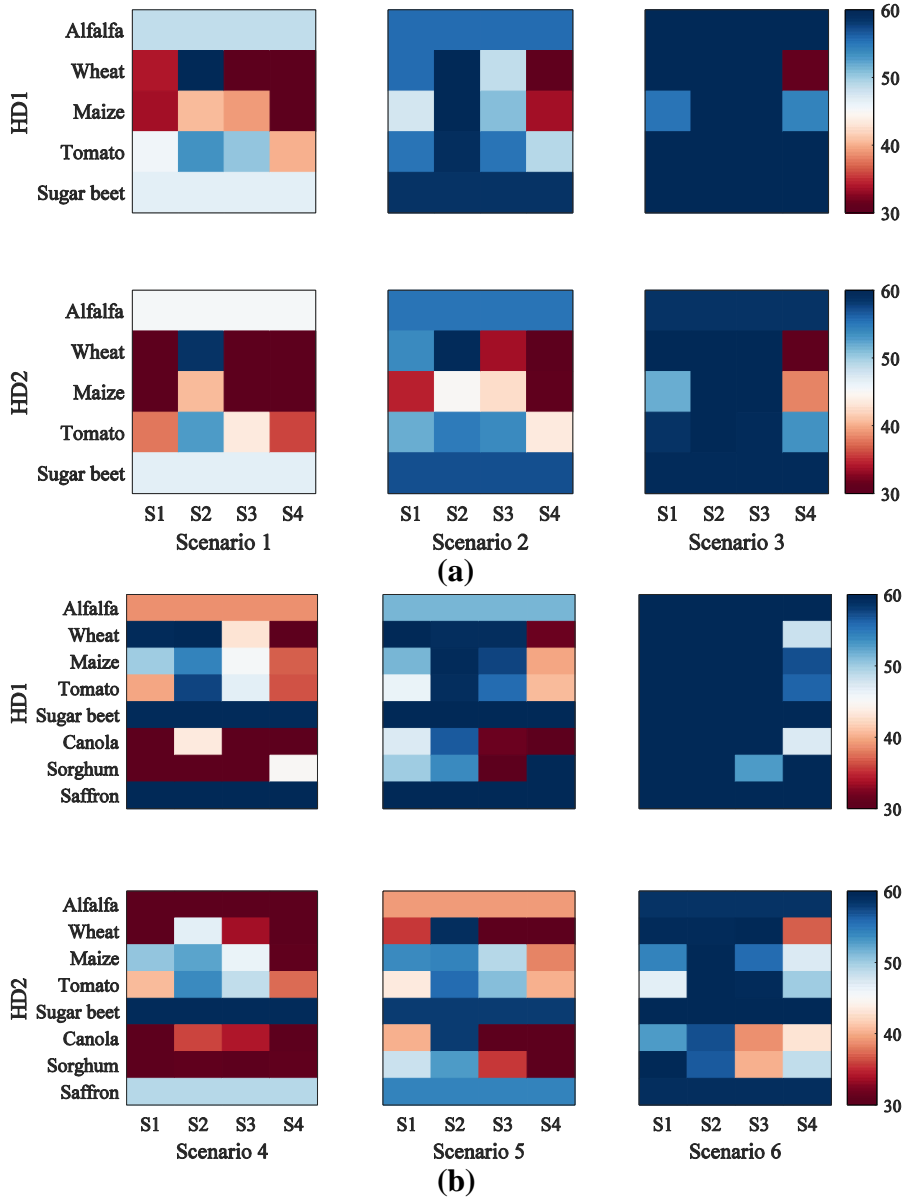 HD1
Alfalfa
Wheat
Maize
Tomato
Sugar beet
60
50
40
30
HD2
Alfalfa
Wheat
Maize
Tomato
Sugar beet
60
50
40
30
S1 S2 S3 S4 S1 S2 S3 S4 S1 S2 S3 S4
Scenario 1 Scenario 2 Scenario 3
(a)
HD1
Alfalfa
Wheat
Maize
Tomato
Sugar beet
Canola
Sorghum
Saffron
60
50
40
30
HD2
Alfalfa
Wheat
Maize
Tomato
Sugar beet
Canola
Sorghum
Saffron
60
50
40
30
S1 S2 S3 S4 S1 S2 S3 S4 S1 S2 S3 S4
Scenario 4 Scenario 5 Scenario 6
(b)